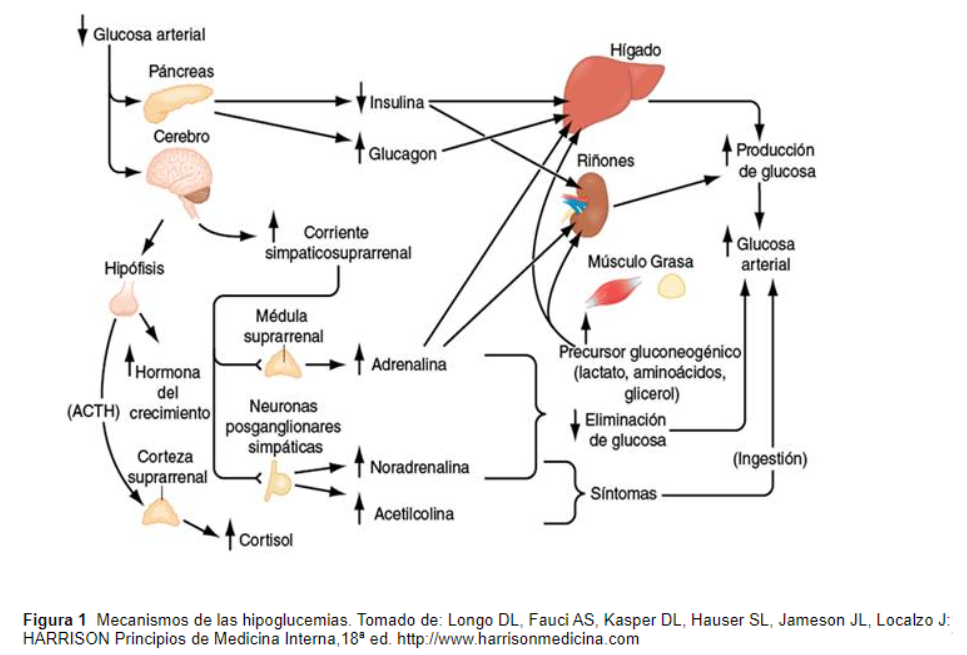 Glucosa arterial
Páncreas
Insulina
Glucagon
Hígado
Cerebro
Riñones
Producción
de glucosa
Corriente
simpaticosuprarrenal
Glucosa
arterial
Hipófisis
Músculo Grasa
Médula
suprarrenal
Adrenalina
Precursor gluconeogénico
(lactato, aminoácidos,
glicerol)
Hormona
del
crecimiento
(ACTH)
Neuronas
posganglionares
simpáticas
Eliminación
de glucosa
Noradrenalina
(Ingestión)
Corteza
suprarrenal
Síntomas
Acetilcolina
Cortisol
Figura 1 Mecanismos de las hipoglucemias. Tomado de: Longo DL, Fauci AS, Kasper DL, Hauser SL, Jameson JL, Localzo J:
HARRISON Principios de Medicina Interna,18ª ed. http://www.harrisonmedicina.com